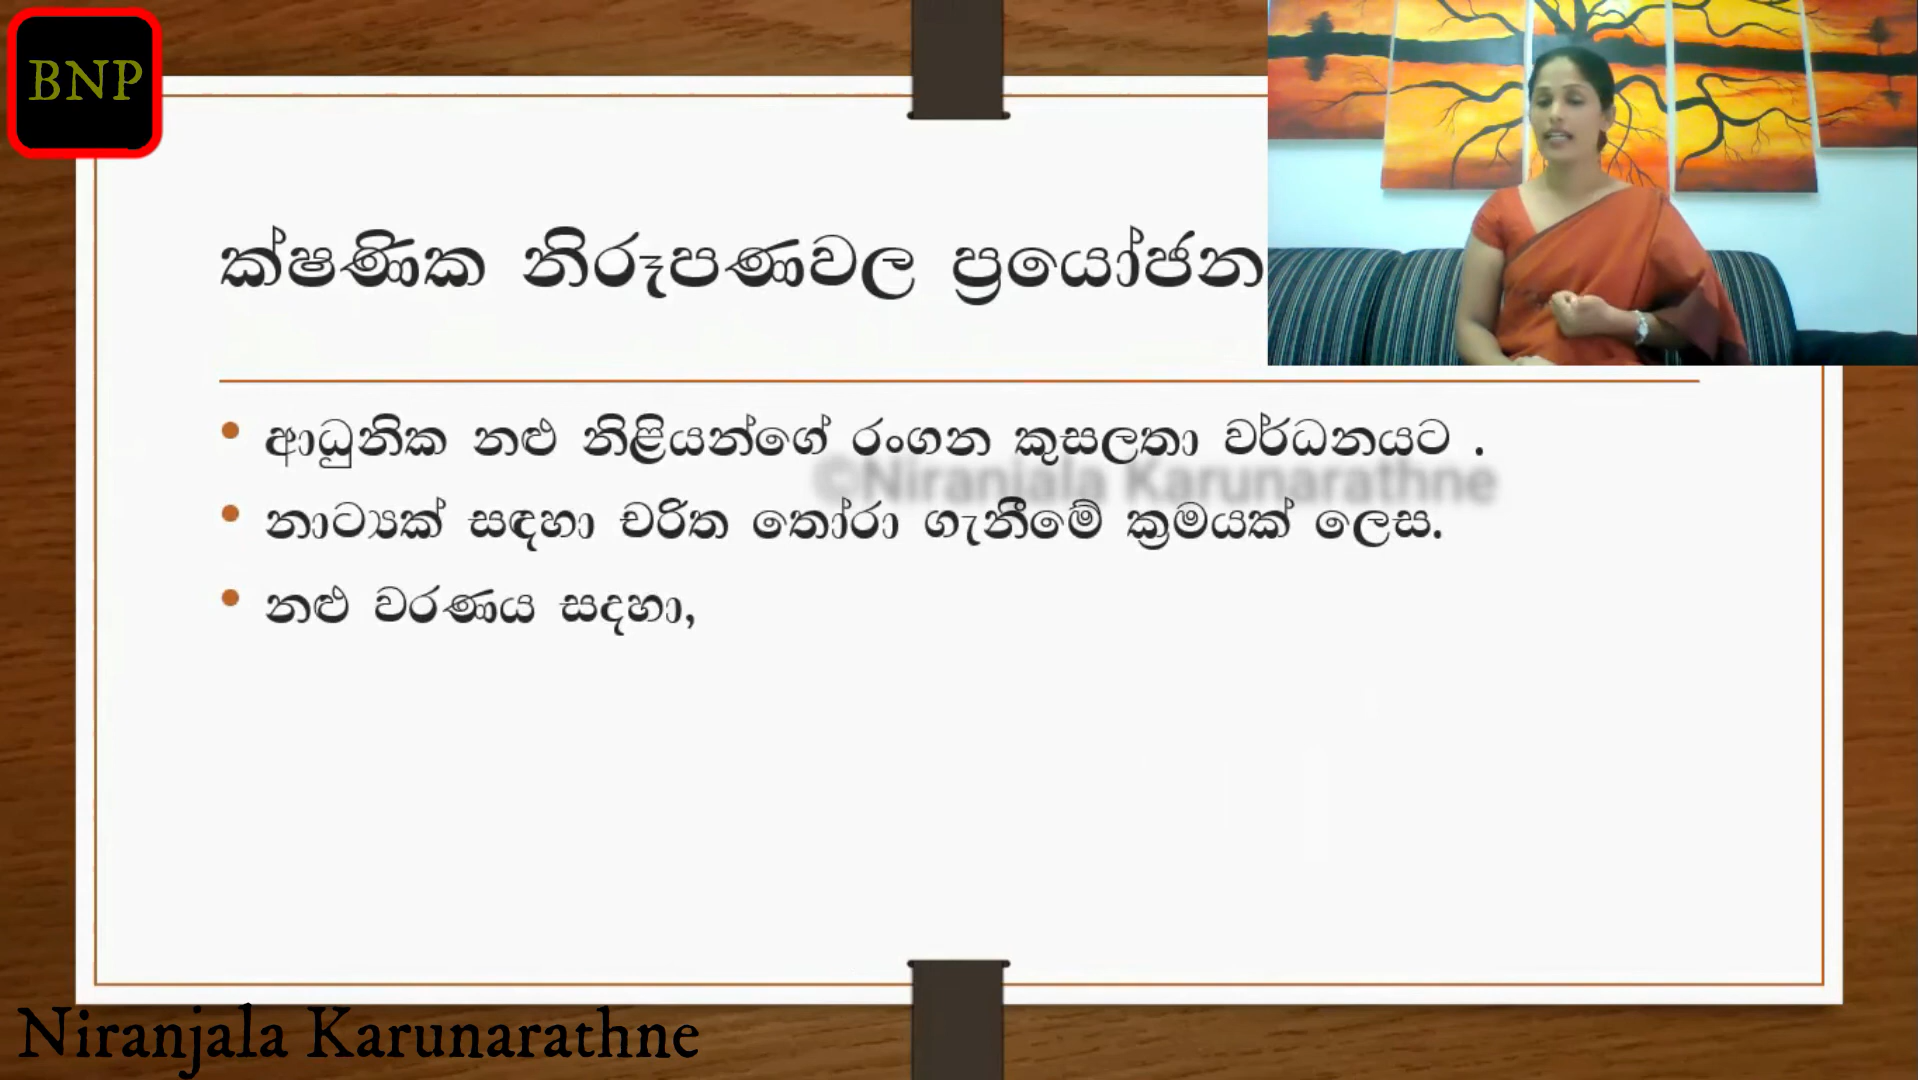 BNP
ක්ෂණික නිරූපණවල ප්‍රයෝජන
ආධුනික නළු නිළියන්ගේ රංගන කුසලතා වර්ධනයට .
©Niranjala Karunarathne
නාට්‍යක් සඳහා චරිත තෝරා ගැනීමේ ක්‍රමයක් ලෙස.
නළු වරණය සදහා,
Niranjala Karunarathne